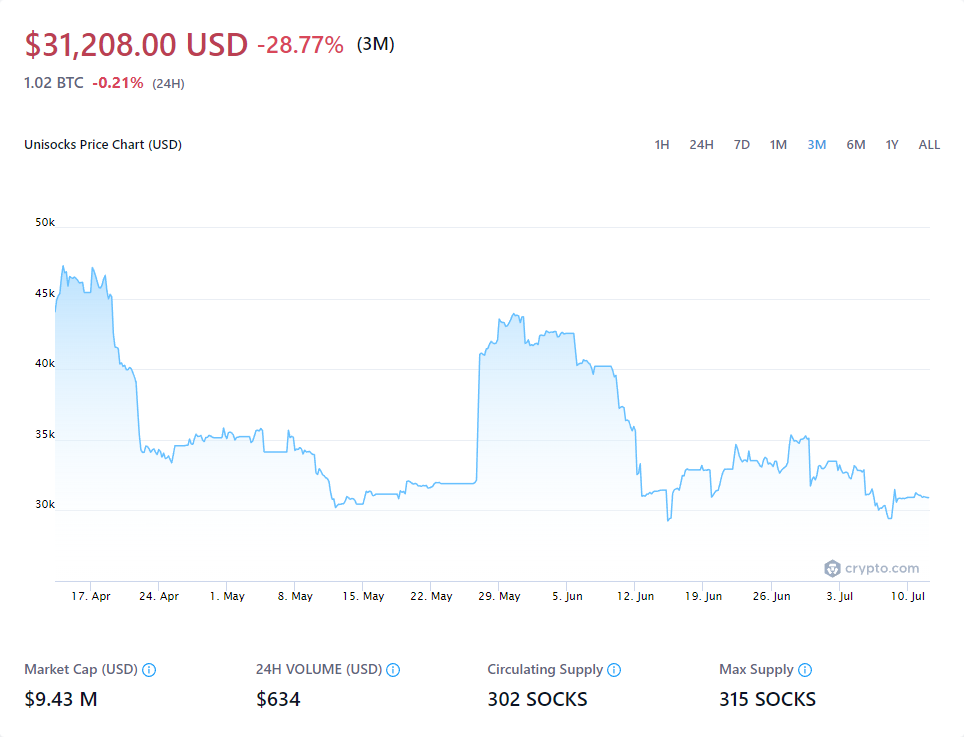 $31,208.00 USD -28.77% (3M)
1.02 BTC -0.21% (24H)
Unisocks Price Chart (USD) 1H 24H 7D 1M 3M 6M 1Y ALL
50k
45k
40k
35k
30k
crypto.com
17. Apr 24. Apr 1. May 8. May 15. May 22. May 29. May 5. Jun 12. Jun 19. Jun 26. Jun 3. Jul 10. Jul
Market Cap (USD) 24H VOLUME (USD) Circulating Supply Max Supply
$9.43 M $634 302 SOCKS 315 SOCKS